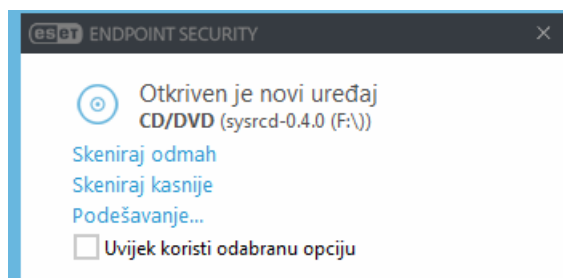 eset ENDPOINT SECURITY
Otkriven je novi uređaj
CD/DVD (sysrcd-0.4.0 (F:\))
Skeniraj odmah
Skeniraj kasnije
Podešavanje...
Uvijek koristi odabranu opciju